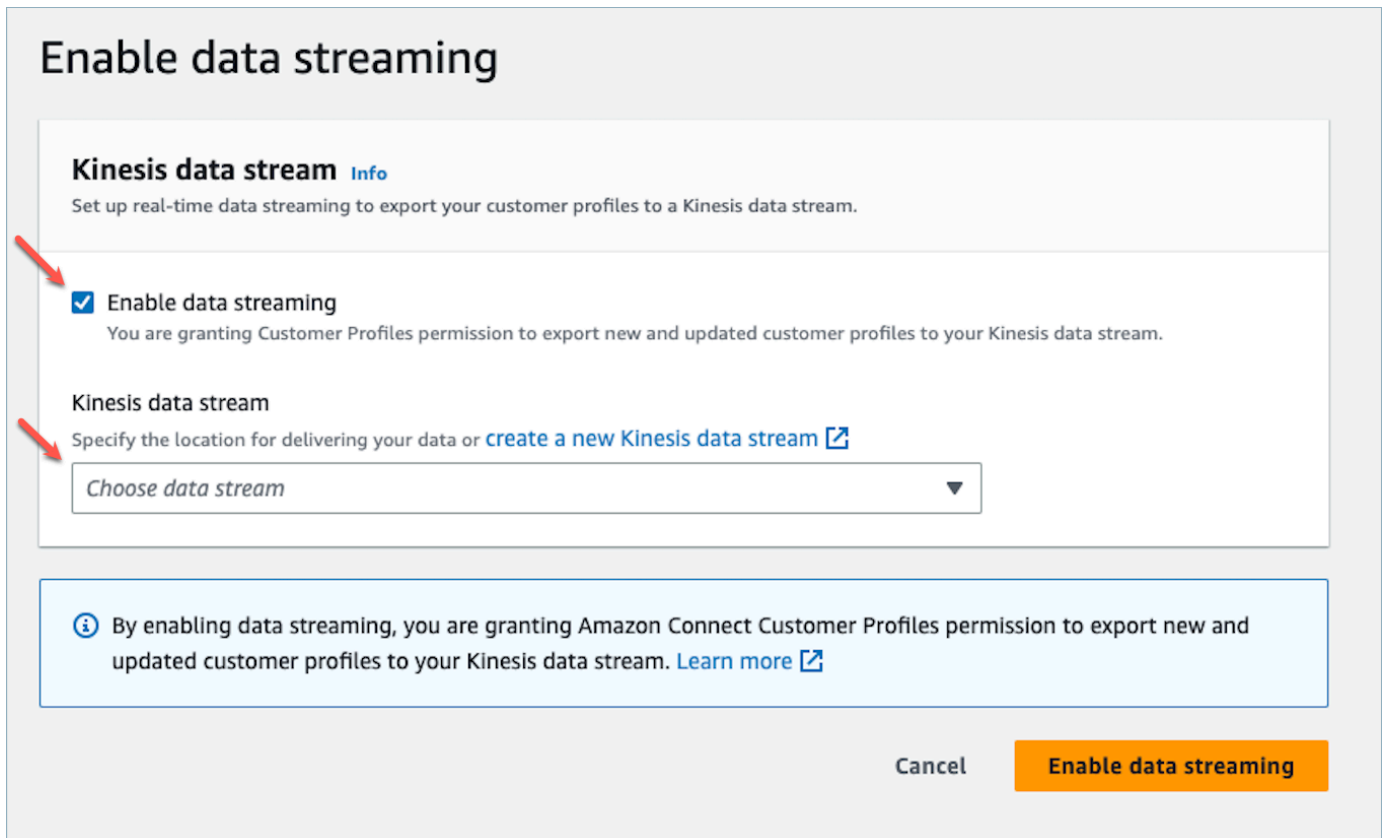 Enable data streaming
Kinesis data stream Info
Set up real-time data streaming to export your customer profiles to a Kinesis data stream.
Enable data streaming
You are granting Customer Profiles permission to export new and updated customer profiles to your Kinesis data stream.
Kinesis data stream
Specify the location for delivering your data or create a new Kinesis data stream
Choose data stream
By enabling data streaming, you are granting Amazon Connect Customer Profiles permission to export new and
updated customer profiles to your Kinesis data stream. Learn more
Cancel Enable data streaming